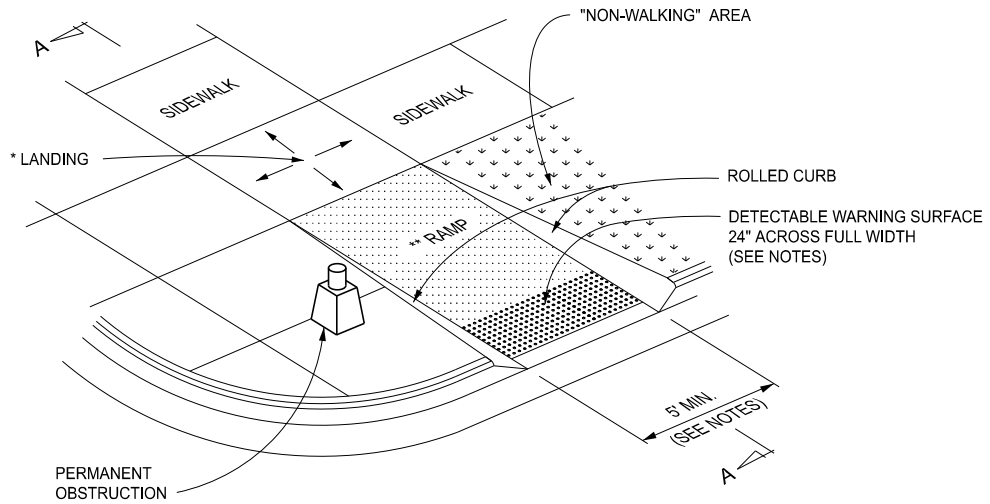 "NON-WALKING" AREA
A
SIDEWALK
SIDEWALK
* LANDING
ROLLED CURB
DETECTABLE WARNING SURFACE
24" ACROSS FULL WIDTH
(SEE NOTES)
** RAMP
5' MIN.
(SEE NOTES)
A
PERMANENT
OBSTRUCTION